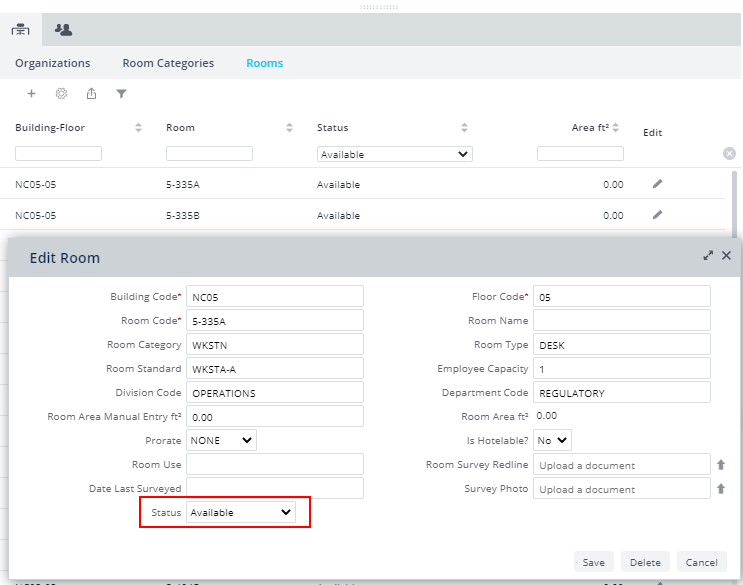 Organizations Room Categories Rooms
Building-Floor Room Status Area ft² Edit
Available
NC05-05 5-335A Available 0.00
NC05-05 5-335B Available 0.00
Edit Room
Building Code* NC05 Floor Code* 05
Room Code* 5-335A Room Name
Room Category WKSTN Room Type DESK
Room Standard WKSTA-A Employee Capacity 1
Division Code OPERATIONS Department Code REGULATORY
Room Area Manual Entry ft² 0.00 Room Area ft² 0.00
Prorate NONE Is Hotelable? No
Room Use Room Survey Redline Upload a document
Date Last Surveyed Survey Photo Upload a document
Status Available
Save Delete Cancel